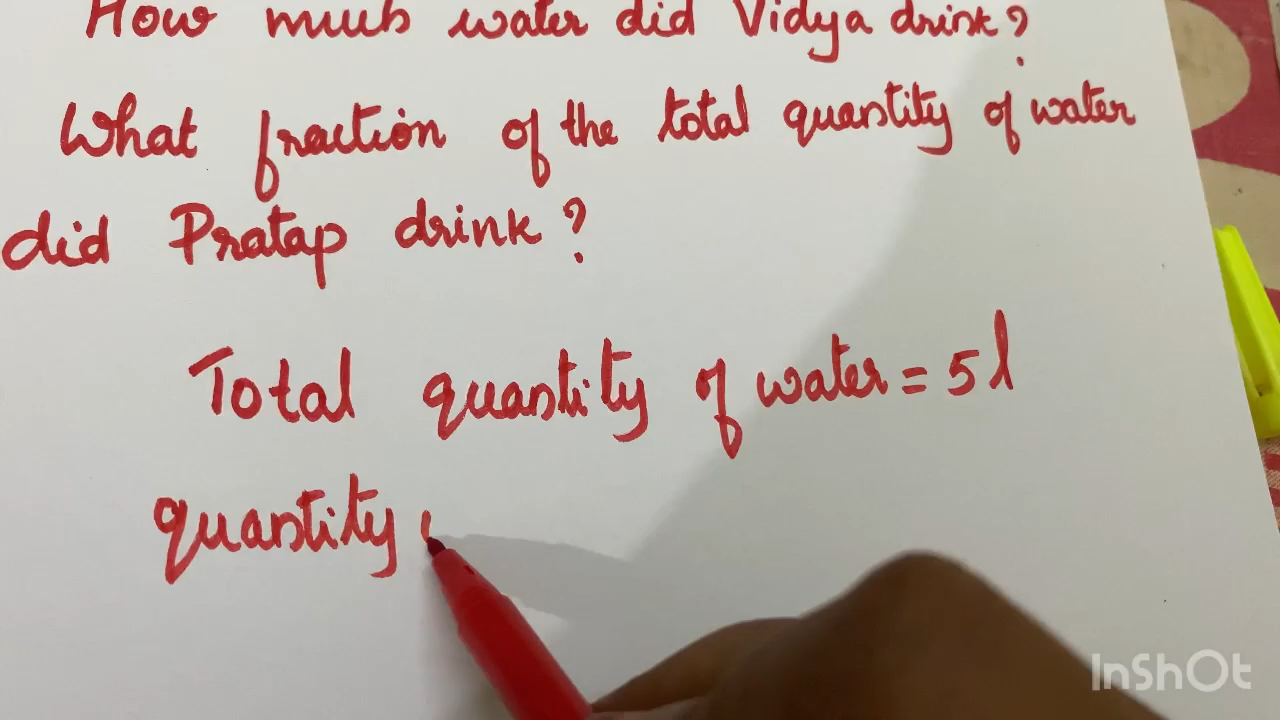 How much water did Vidya drink?
What fraction of the total quantity of water
did Pratap drink?
Total quantity of water = 5 l
quantity
InShOt